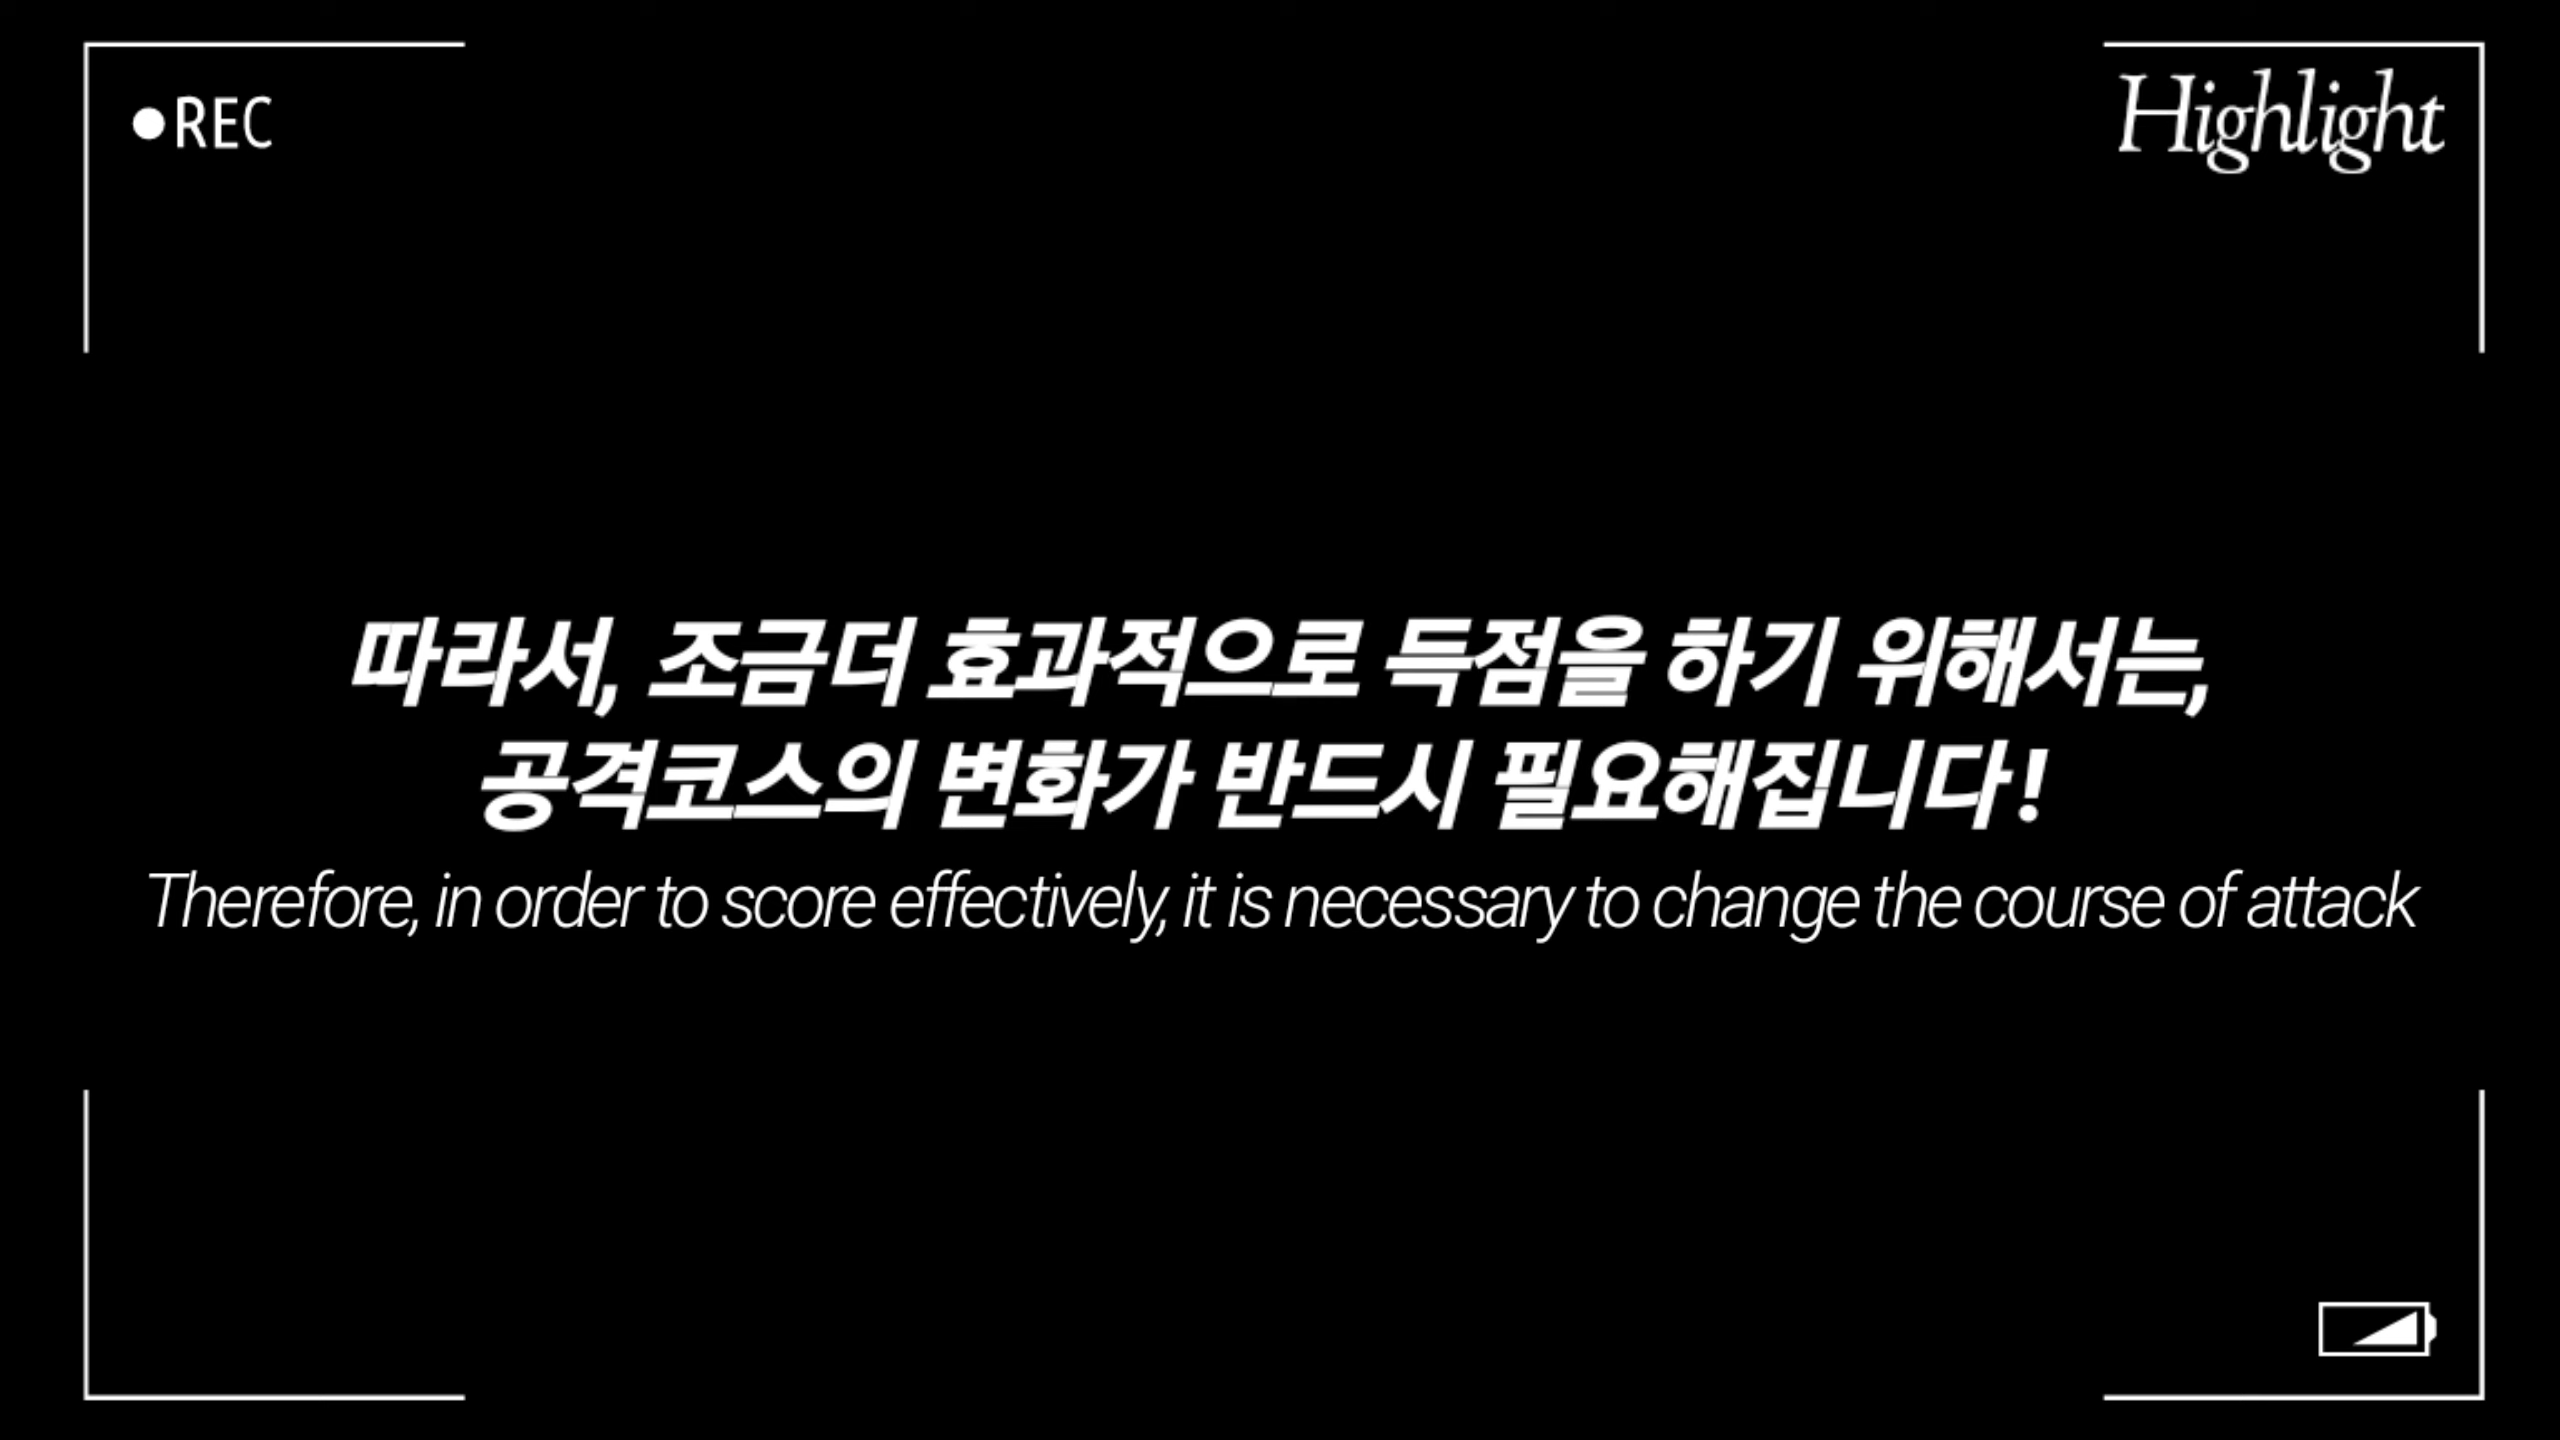 ●REC
Highlight
따라서, 조금더 효과적으로 득점을 하기 위해서는,
공격코스의 변화가 반드시 필요해집니다!
Therefore, in order to score effectively, it is necessary to change the course of attack